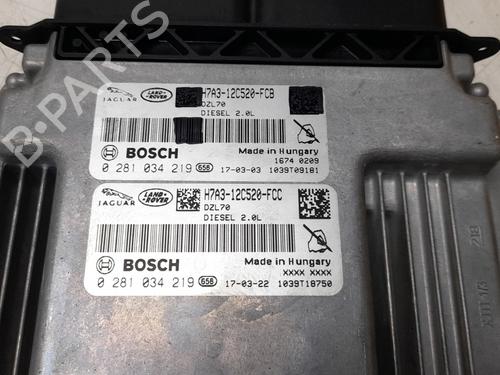 JAGUAR
LAND-
ROVER
H7A3-12C520-FCB
DZL70
DIESEL 2.0L
BOSCH
Made in Hungary
1674 0209
0 281 034 219 658 17-03-03 1039T09181
JAGUAR
LAND-
ROVER
H7A3-12C520-FCC
DZL70
DIESEL 2.0L
BOSCH
Made in Hungary
XXXX XXXX
0 281 034 219 658 17-03-22 1039T18750
B-PARTS